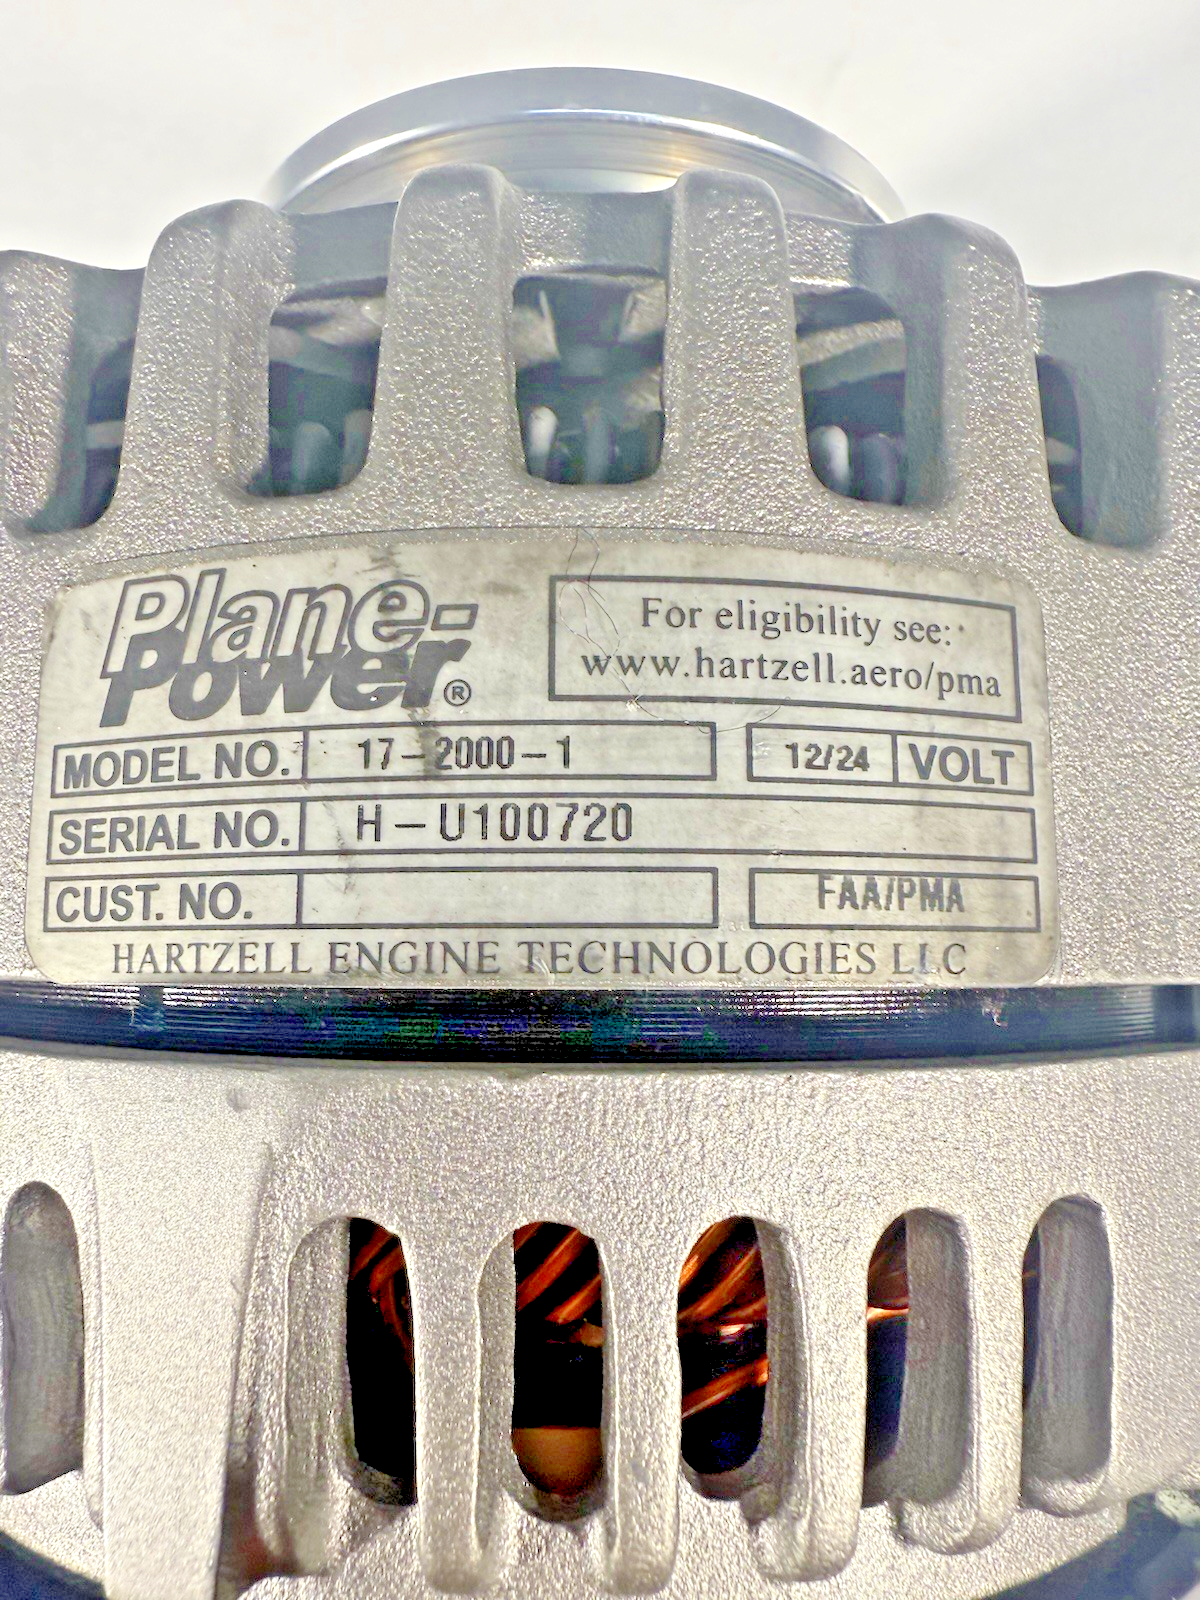 Plane-
Power®
For eligibility see:
www.hartzell.aero/pma
MODEL NO. 17-2000-1 12/24 VOLT
SERIAL NO. H-U100720
CUST. NO. FAA/PMA
HARTZELL ENGINE TECHNOLOGIES LLC